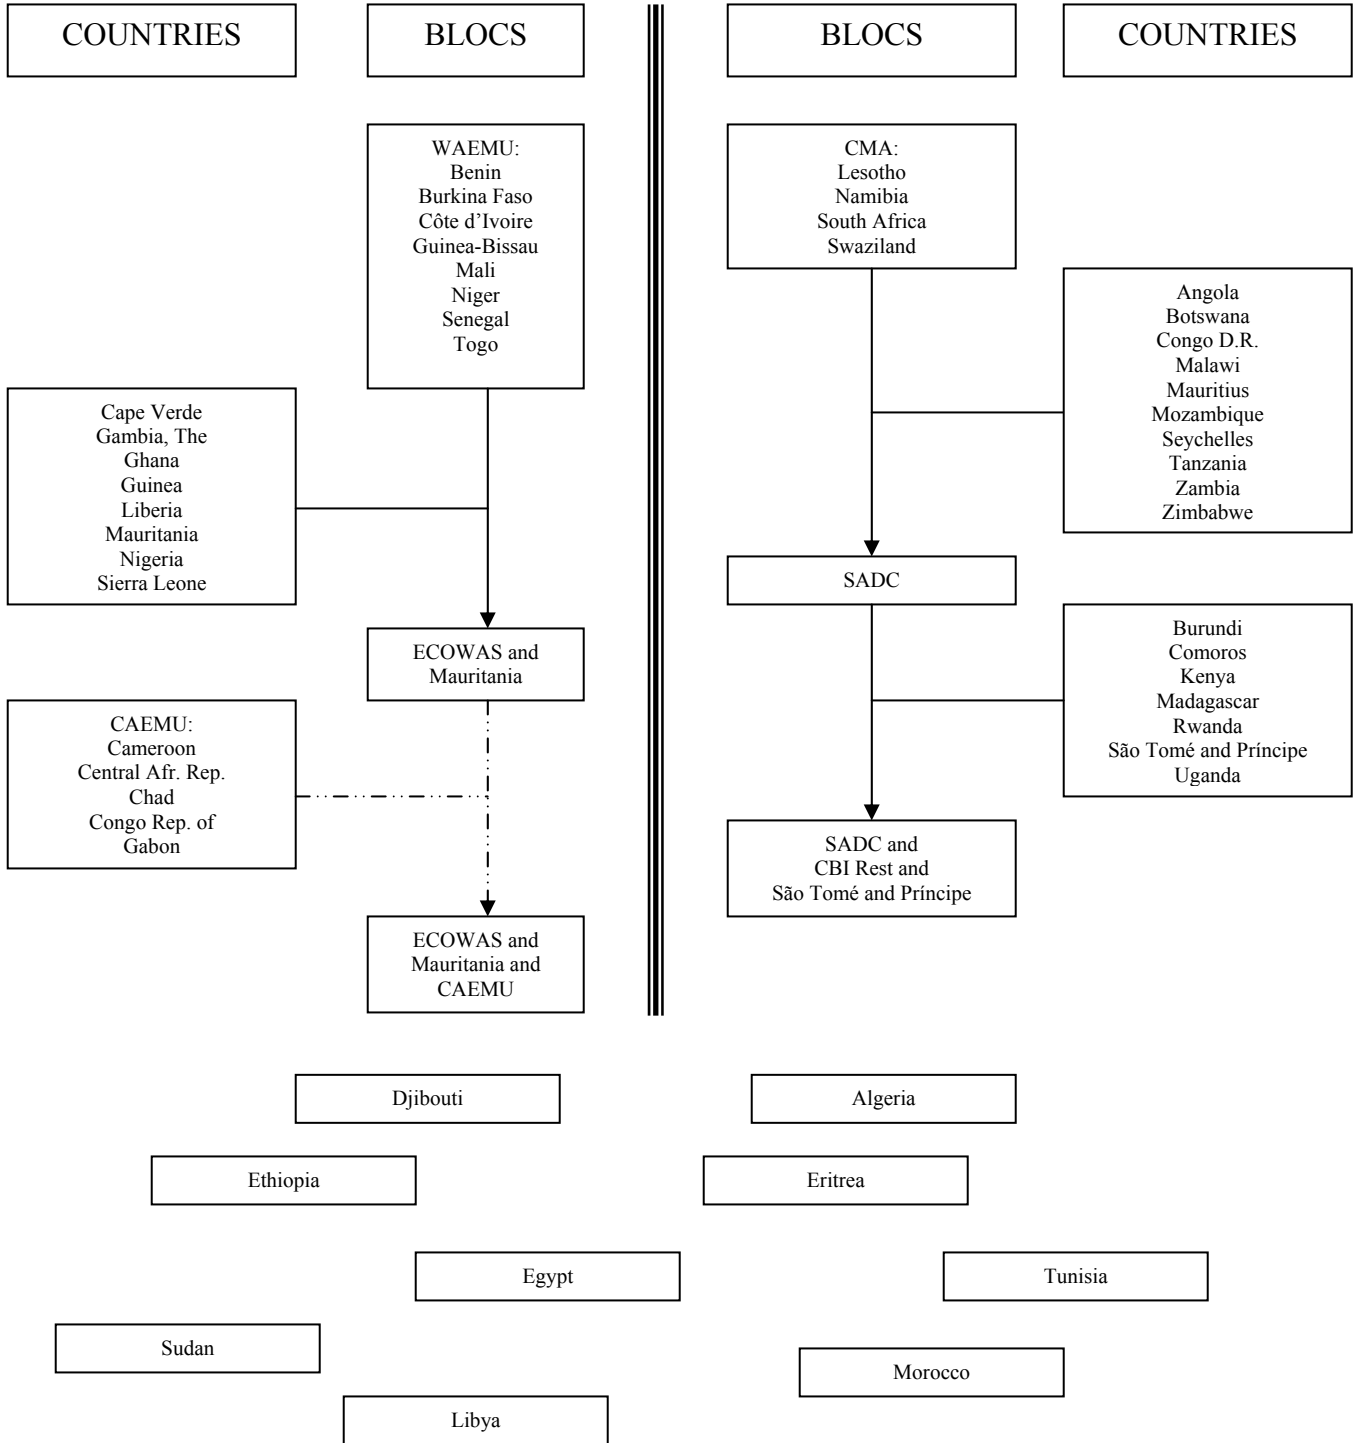 COUNTRIES
BLOCS
BLOCS
COUNTRIES
WAEMU:
Benin
Burkina Faso
Côte d’Ivoire
Guinea-Bissau
Mali
Niger
Senegal
Togo
Cape Verde
Gambia, The
Ghana
Guinea
Liberia
Mauritania
Nigeria
Sierra Leone
ECOWAS and
Mauritania
CAEMU:
Cameroon
Central Afr. Rep.
Chad
Congo Rep. of
Gabon
ECOWAS and
Mauritania and
CAEMU
CMA:
Lesotho
Namibia
South Africa
Swaziland
Angola
Botswana
Congo D.R.
Malawi
Mauritius
Mozambique
Seychelles
Tanzania
Zambia
Zimbabwe
SADC
Burundi
Comoros
Kenya
Madagascar
Rwanda
São Tomé and Príncipe
Uganda
SADC and
CBI Rest and
São Tomé and Príncipe
Djibouti
Algeria
Ethiopia
Eritrea
Egypt
Tunisia
Sudan
Morocco
Libya